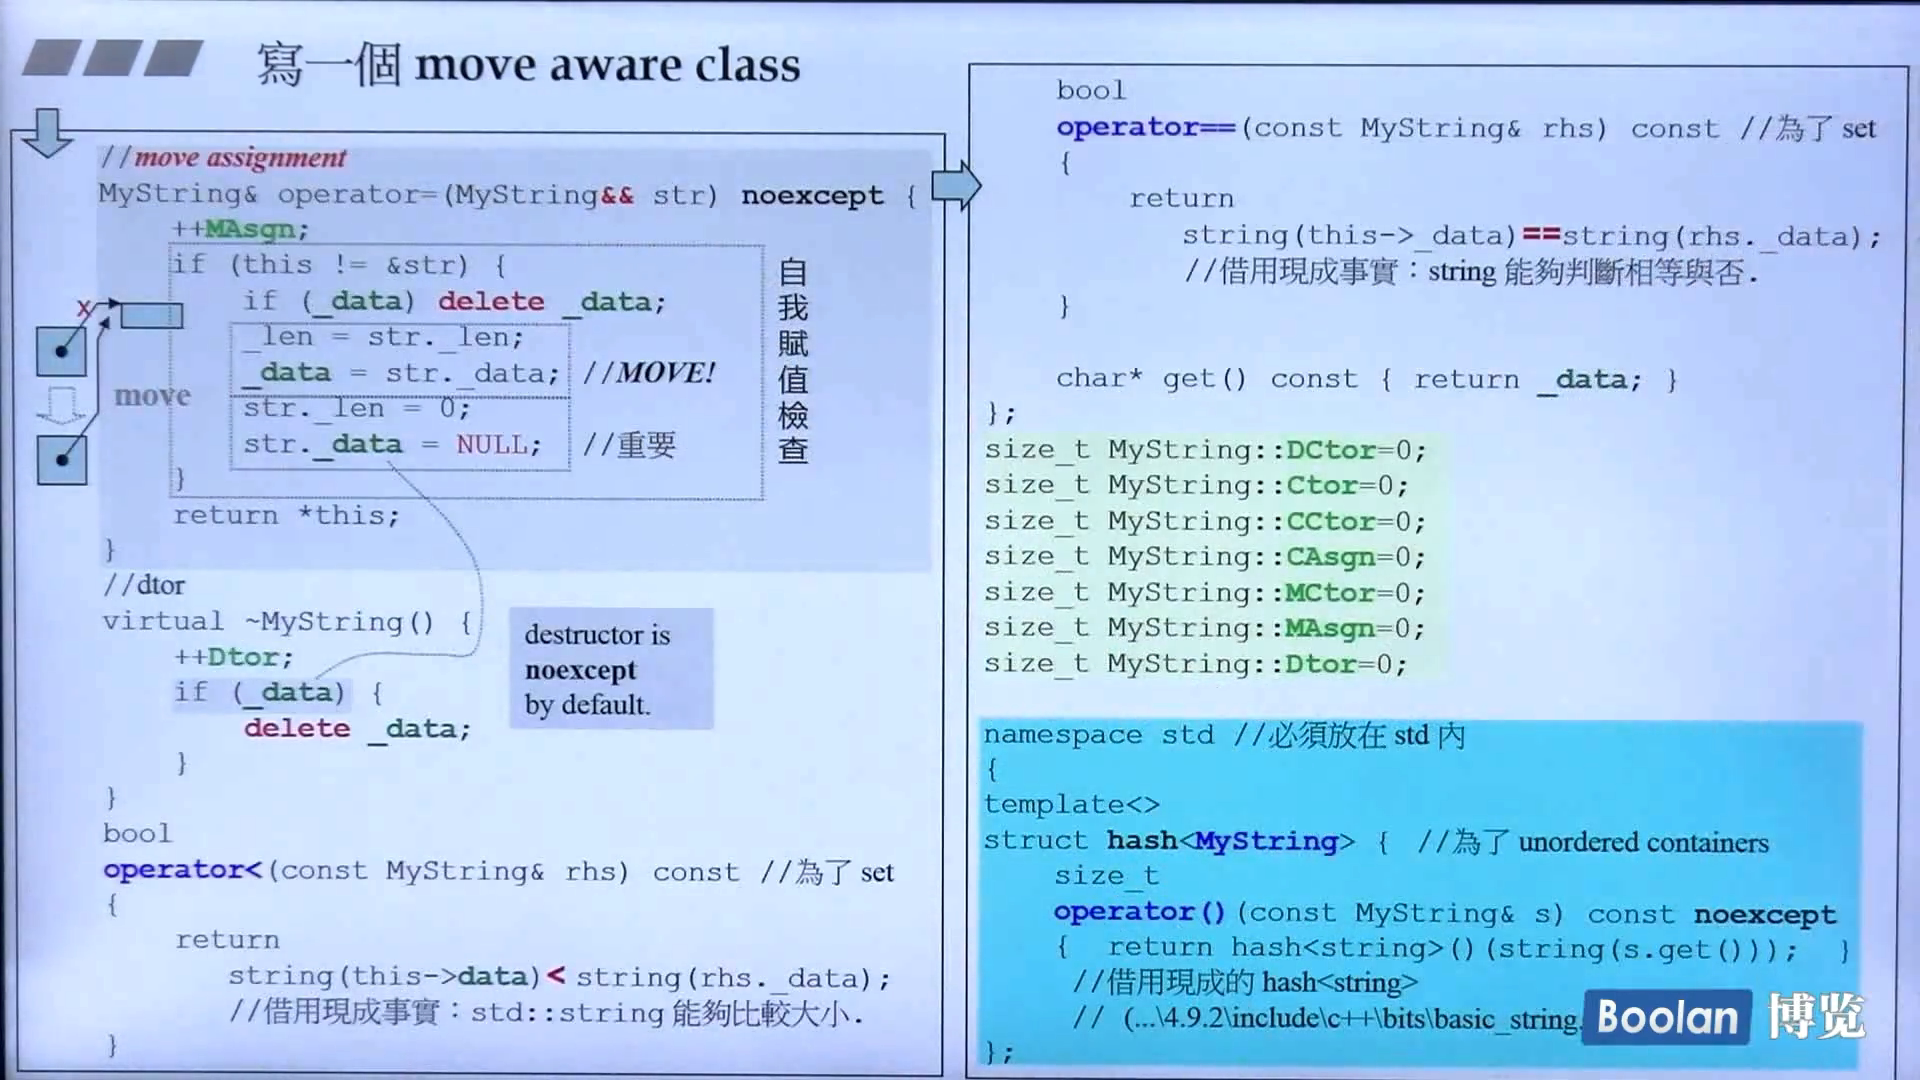 寫一個 move aware class
//move assignment
MyString& operator=(MyString&& str) noexcept {
++MAsgn;
if (this != &str) {
if (_data) delete _data;
_len = str._len;
_data = str._data; //MOVE!
str._len = 0;
str._data = NULL; //重要
}
return *this;
}
自我賦值檢查
x
move
//dtor
virtual ~MyString() {
++Dtor;
if (_data) {
delete _data;
}
}
destructor is
noexcept
by default.
bool
operator<(const MyString& rhs) const //為了 set
{
return
string(this->data)< string(rhs._data);
//借用現成事實：std::string 能夠比較大小.
}
bool
operator==(const MyString& rhs) const //為了 set
{
return
string(this->_data)==string(rhs._data);
//借用現成事實：string 能夠判斷相等與否.
}
char* get() const { return _data; }
};
size_t MyString::DCtor=0;
size_t MyString::Ctor=0;
size_t MyString::CCtor=0;
size_t MyString::CAsgn=0;
size_t MyString::MCtor=0;
size_t MyString::MAsgn=0;
size_t MyString::Dtor=0;
namespace std //必須放在 std 內
{
template<>
struct hash<MyString> { //為了 unordered containers
size_t
operator()(const MyString& s) const noexcept
{ return hash<string>()(string(s.get())); }
//借用現成的 hash<string>
// (...\4.9.2\include\c++\bits\basic_string.
};
Boolan 博览